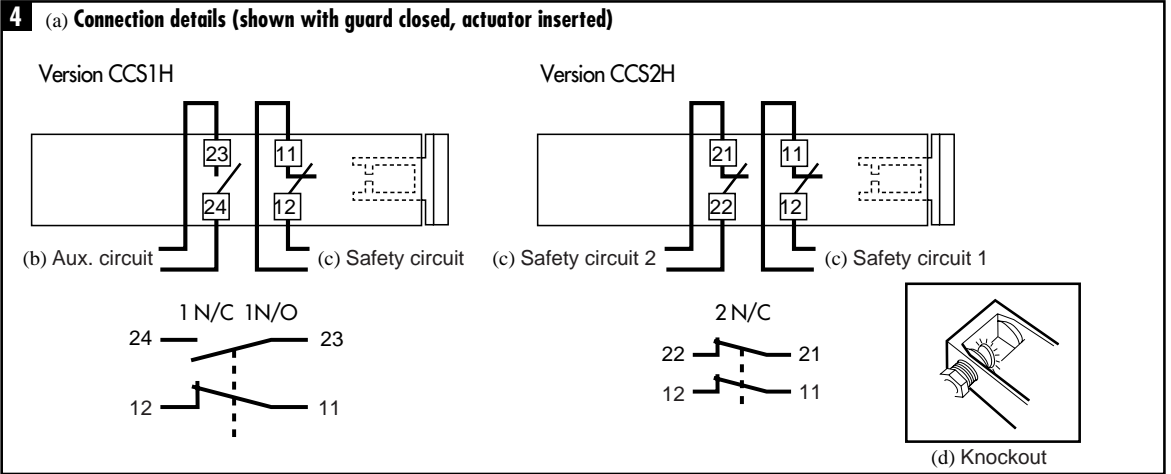 4 (a) Connection details (shown with guard closed, actuator inserted)
Version CCS1H
23
11
24
12
(b) Aux. circuit
(c) Safety circuit
1 N/C 1N/O
24
23
12
11
Version CCS2H
21
11
22
12
(c) Safety circuit 2
(c) Safety circuit 1
2 N/C
22
21
12
11
(d) Knockout